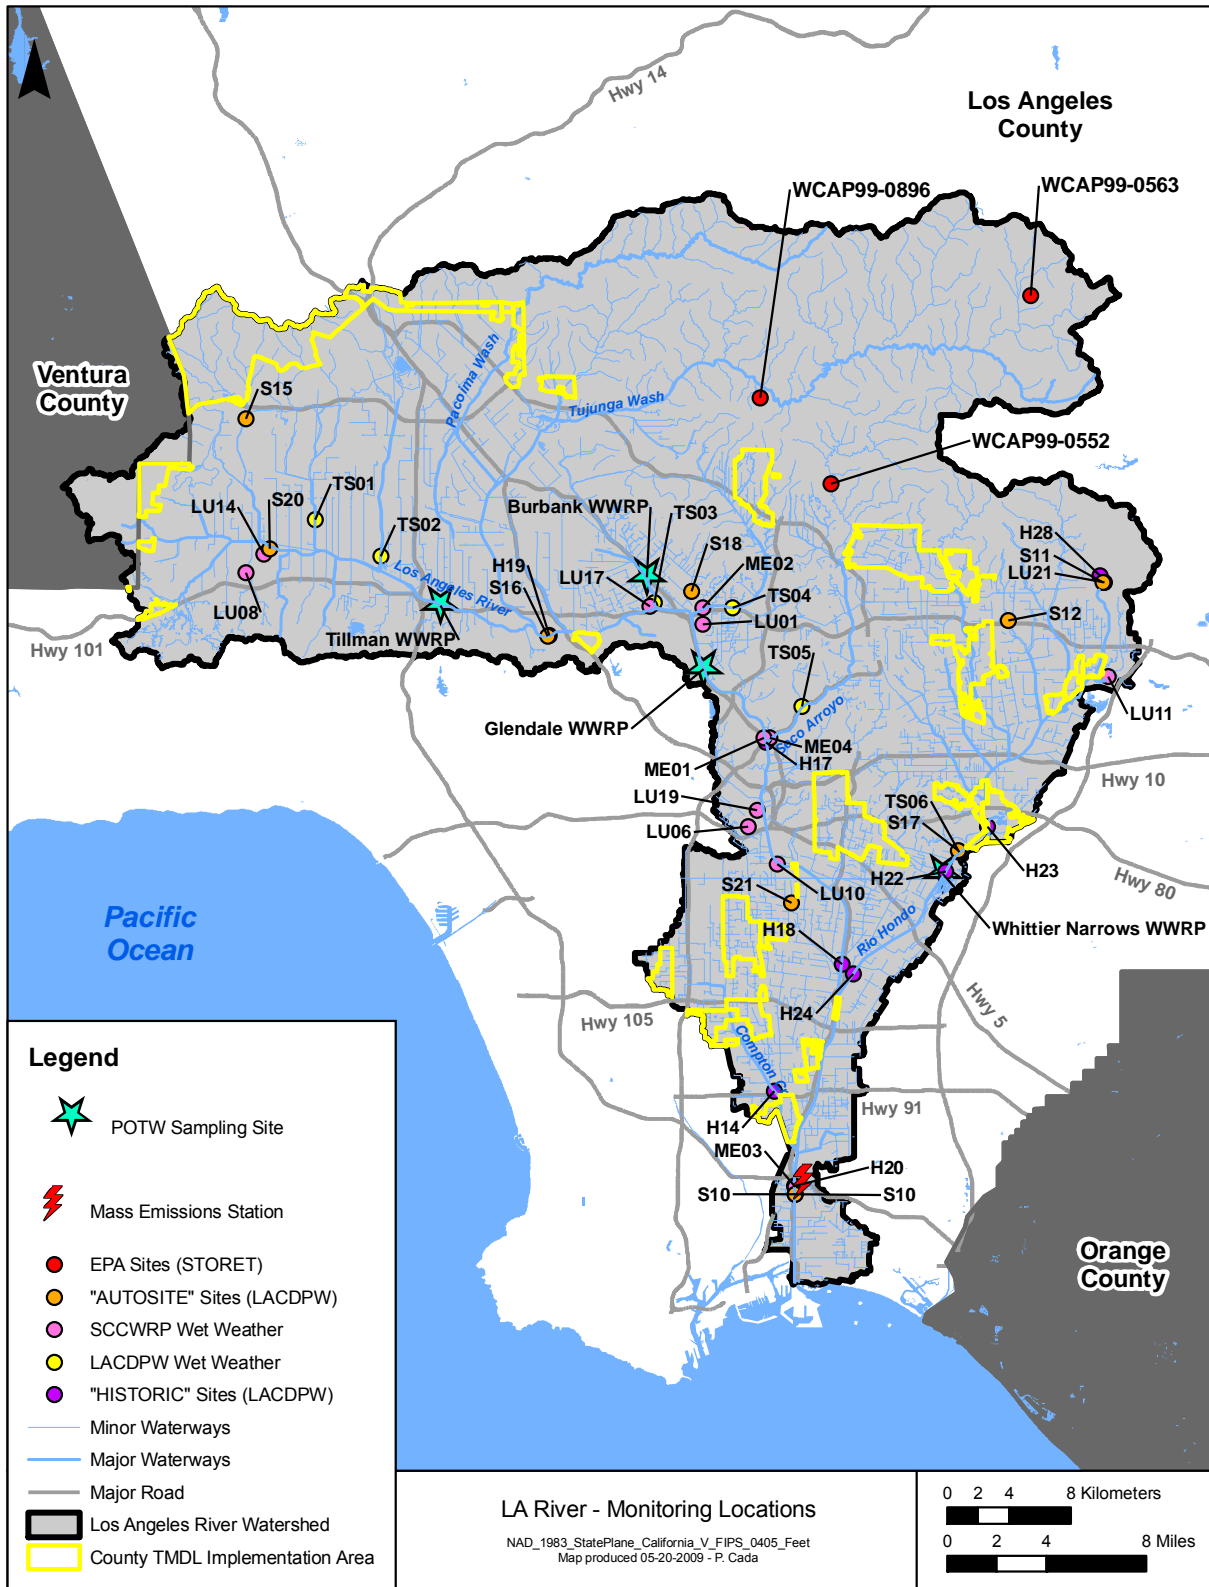 Hwy 14
Los Angeles
County
WCAP99-0896
WCAP99-0563
Ventura
County
S15
Pacoima Wash
Tujunga Wash
WCAP99-0552
LU14
S20
TS01
TS02
Burbank WWRP
TS03
S18
ME02
H28
S11
LU21
H19
S16
LU17
TS04
LU01
S12
Los Angeles River
LU08
Tillman WWRP
Hwy 101
TS05
LU11
Glendale WWRP
Seco Arroyo
ME04
H17
ME01
Hwy 10
LU19
LU06
TS06
S17
H23
H22
LU10
Hwy 80
S21
Whittier Narrows WWRP
Pacific
Ocean
H18
Rio Hondo
H24
Hwy 105
Hwy 5
Compton Cr
Hwy 91
H14
ME03
H20
S10
S10
Orange
County
Legend
POTW Sampling Site
Mass Emissions Station
EPA Sites (STORET)
"AUTOSITE" Sites (LACDPW)
SCCWRP Wet Weather
LACDPW Wet Weather
"HISTORIC" Sites (LACDPW)
Minor Waterways
Major Waterways
Major Road
Los Angeles River Watershed
County TMDL Implementation Area
LA River - Monitoring Locations
NAD_1983_StatePlane_California_V_FIPS_0405_Feet
Map produced 05-20-2009 - P. Cada
0 2 4 8 Kilometers
0 2 4 8 Miles